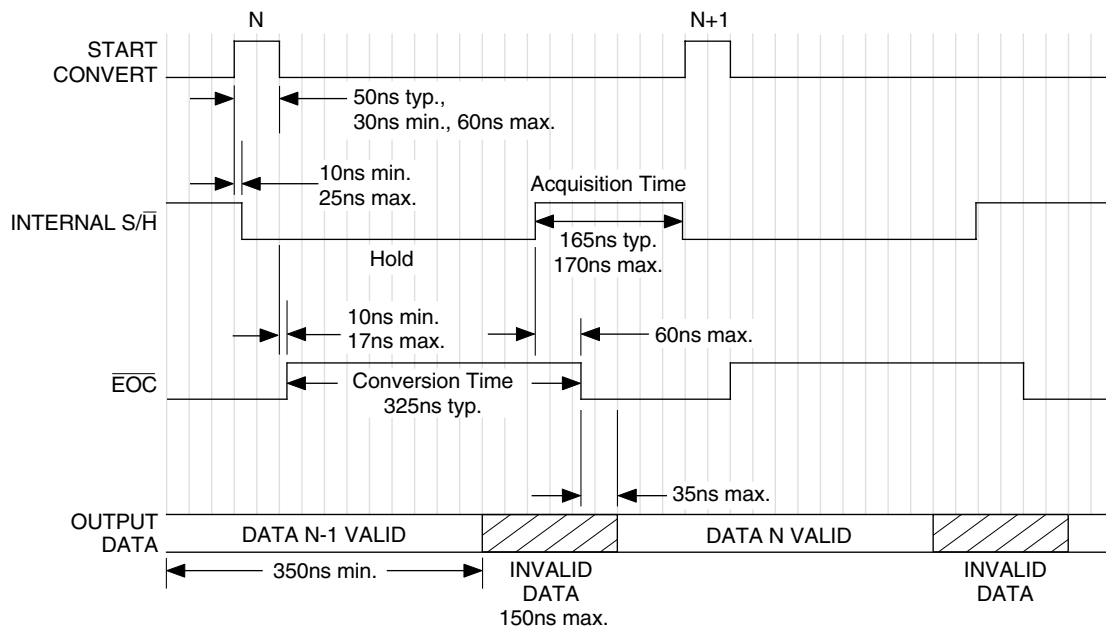 N
N+1
START
CONVERT
50ns typ.,
30ns min., 60ns max.
10ns min.
25ns max.
Acquisition Time
INTERNAL S/H̅
165ns typ.
170ns max.
Hold
10ns min.
17ns max.
60ns max.
E̅O̅C̅
Conversion Time
325ns typ.
35ns max.
OUTPUT
DATA
DATA N-1 VALID
DATA N VALID
350ns min.
INVALID
DATA
150ns max.
INVALID
DATA